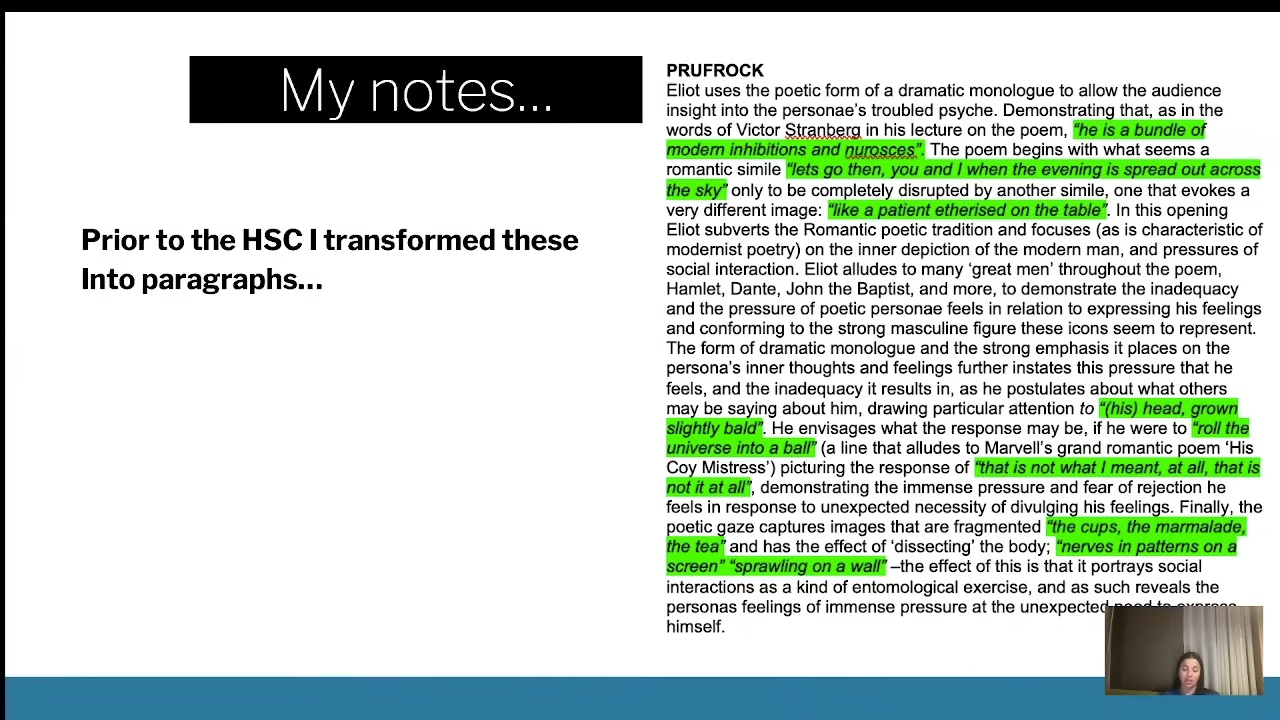 My notes...
Prior to the HSC I transformed these
Into paragraphs...
PRUFROCK
Eliot uses the poetic form of a dramatic monologue to allow the audience
insight into the personae's troubled psyche. Demonstrating that, as in the
words of Victor Stranberg in his lecture on the poem, "he is a bundle of
modern inhibitions and nurosces". The poem begins with what seems a
romantic simile "lets go then, you and I when the evening is spread out across
the sky" only to be completely disrupted by another simile, one that evokes a
very different image: "like a patient etherised on the table". In this opening
Eliot subverts the Romantic poetic tradition and focuses (as is characteristic of
modernist poetry) on the inner depiction of the modern man, and pressures of
social interaction. Eliot alludes to many 'great men' throughout the poem,
Hamlet, Dante, John the Baptist, and more, to demonstrate the inadequacy
and the pressure of poetic personae feels in relation to expressing his feelings
and conforming to the strong masculine figure these icons seem to represent.
The form of dramatic monologue and the strong emphasis it places on the
persona's inner thoughts and feelings further instates this pressure that he
feels, and the inadequacy it results in, as he postulates about what others
may be saying about him, drawing particular attention to "(his) head, grown
slightly bald". He envisages what the response may be, if he were to "roll the
universe into a ball" (a line that alludes to Marvell's grand romantic poem 'His
Coy Mistress') picturing the response of "that is not what I meant, at all, that is
not it at all", demonstrating the immense pressure and fear of rejection he
feels in response to unexpected necessity of divulging his feelings. Finally, the
poetic gaze captures images that are fragmented "the cups, the marmalade,
the tea" and has the effect of 'dissecting' the body; "nerves in patterns on a
screen" "sprawling on a wall" –the effect of this is that it portrays social
interactions as a kind of entomological exercise, and as such reveals the
personas feelings of immense pressure at the unexpected need to express
himself.